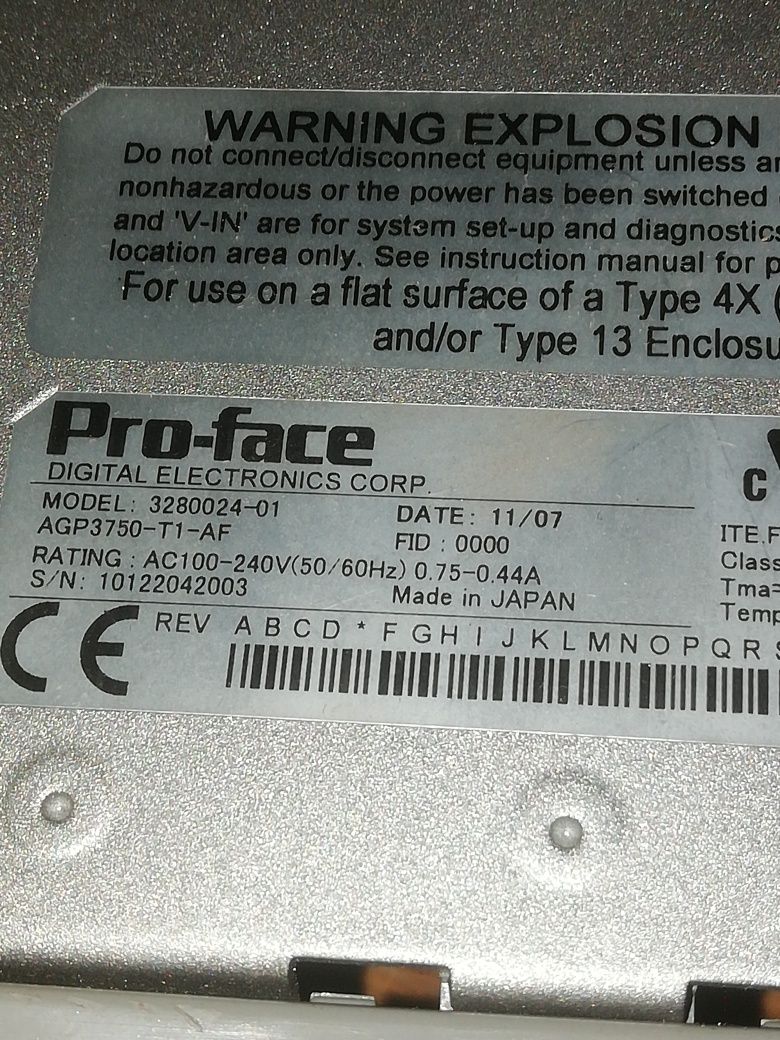 WARNING EXPLOSION
Do not connect/disconnect equipment unless
nonhazardous or the power has been switched
and 'V-IN' are for system set-up and diagnostics
location area only. See instruction manual for
For use on a flat surface of a Type 4X (
and/or Type 13
Pro-face
DIGITAL ELECTRONICS CORP.
MODEL: 3280024-01
AGP3750-T1-AF
DATE: 11/07
FID : 0000
RATING : AC100-240V(50/60Hz) 0.75-0.44A
S/N: 10122042003
Made in JAPAN
C
ITE.F
Class
Tma=
Temp
CE
REV A B C D * F G H I J K L M N O P Q R